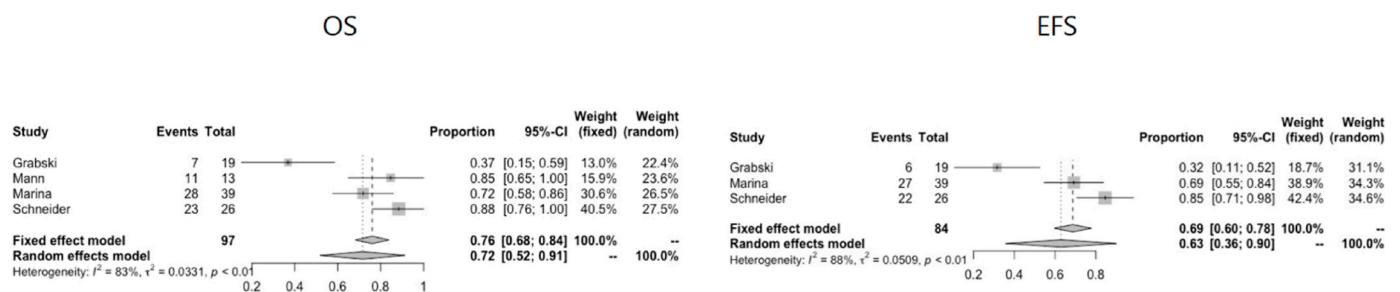 OS
Study Events Total Proportion 95%-CI Weight (fixed) Weight (random)
Grabski 7 19 0.37 [0.15; 0.59] 13.0% 22.4%
Mann 11 13 0.85 [0.65; 1.00] 15.9% 23.6%
Marina 28 39 0.72 [0.58; 0.86] 30.6% 26.5%
Schneider 23 26 0.88 [0.76; 1.00] 40.5% 27.5%
Fixed effect model 97 0.76 [0.68; 0.84] 100.0% --
Random effects model 0.72 [0.52; 0.91] -- 100.0%
Heterogeneity: I² = 83%, τ² = 0.0331, p < 0.01
0.2 0.4 0.6 0.8 1
EFS
Study Events Total Proportion 95%-CI Weight (fixed) Weight (random)
Grabski 6 19 0.32 [0.11; 0.52] 18.7% 31.1%
Marina 27 39 0.69 [0.55; 0.84] 38.9% 34.3%
Schneider 22 26 0.85 [0.71; 0.98] 42.4% 34.6%
Fixed effect model 84 0.69 [0.60; 0.78] 100.0% --
Random effects model 0.63 [0.36; 0.90] -- 100.0%
Heterogeneity: I² = 88%, τ² = 0.0509, p < 0.01
0.2 0.4 0.6 0.8